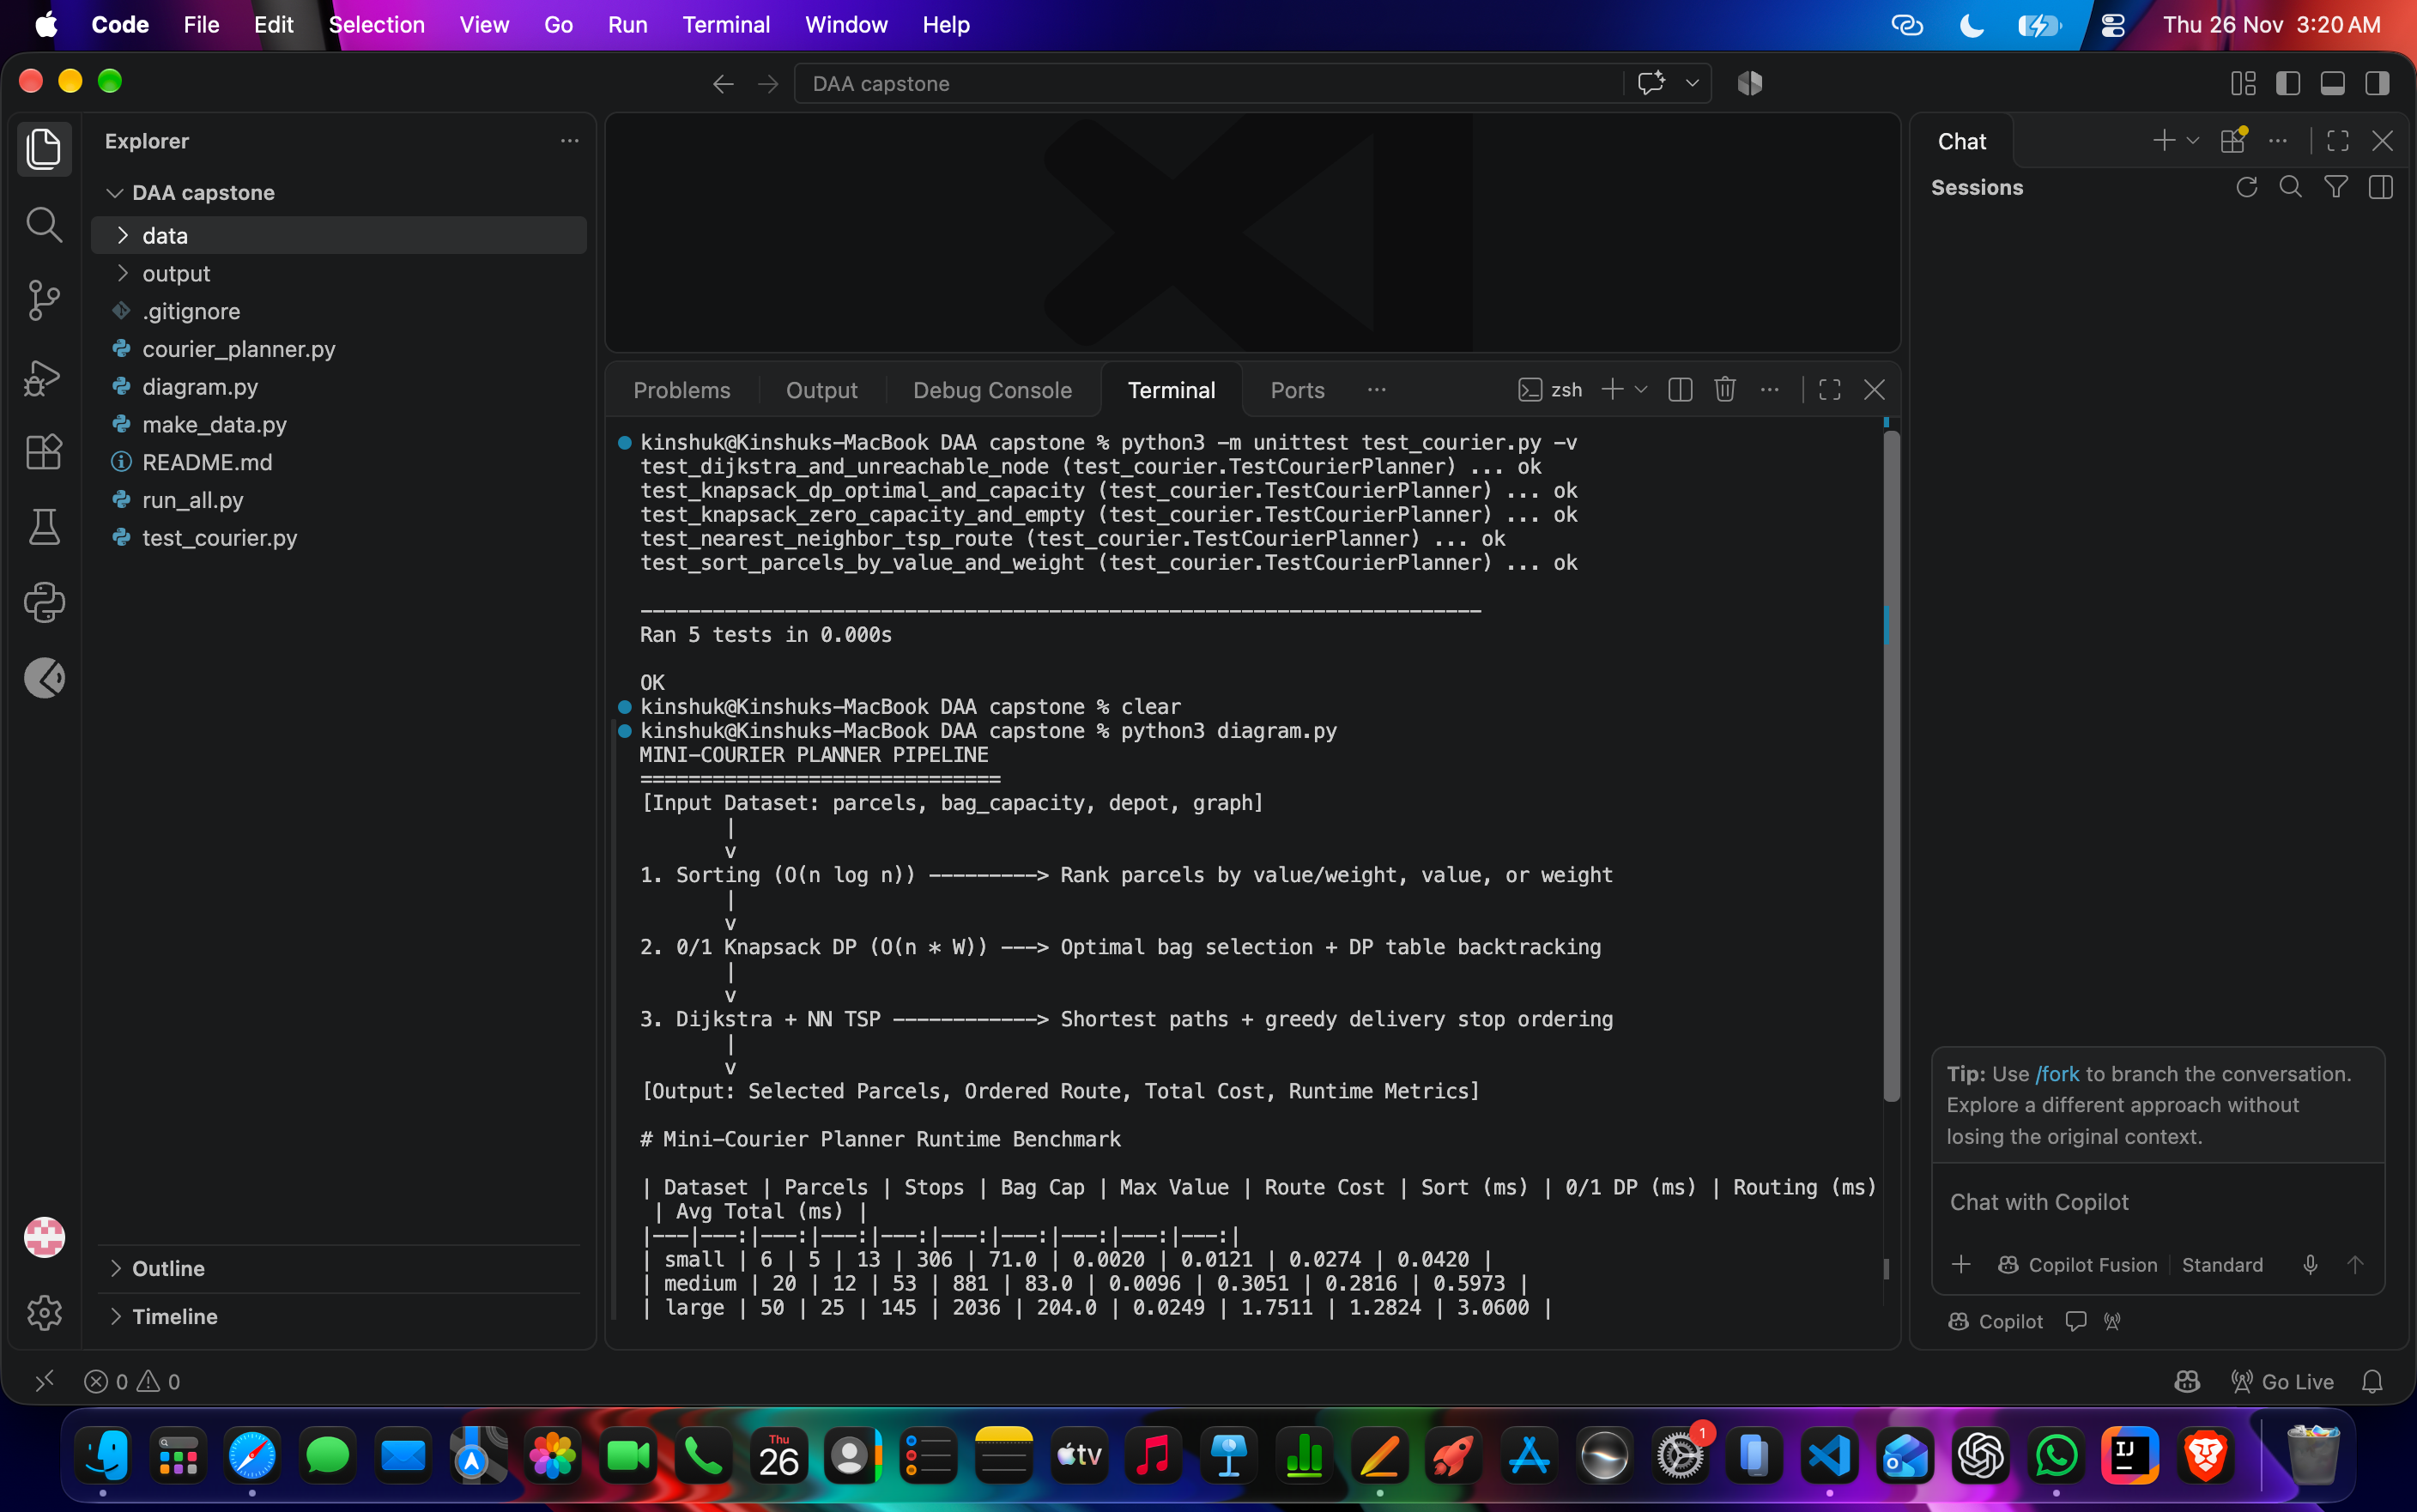 Code File Edit Selection View Go Run Terminal Window Help Thu 26 Nov 3:20 AM
DAA capstone
Explorer
DAA capstone
data
output
.gitignore
courier_planner.py
diagram.py
make_data.py
README.md
run_all.py
test_courier.py
Outline
Timeline
Problems Output Debug Console Terminal Ports zsh
kinshuk@Kinshuks-MacBook DAA capstone % python3 -m unittest test_courier.py -v
test_dijkstra_and_unreachable_node (test_courier.TestCourierPlanner) ... ok
test_knapsack_dp_optimal_and_capacity (test_courier.TestCourierPlanner) ... ok
test_knapsack_zero_capacity_and_empty (test_courier.TestCourierPlanner) ... ok
test_nearest_neighbor_tsp_route (test_courier.TestCourierPlanner) ... ok
test_sort_parcels_by_value_and_weight (test_courier.TestCourierPlanner) ... ok
----------------------------------------------------------------------
Ran 5 tests in 0.000s
OK
kinshuk@Kinshuks-MacBook DAA capstone % clear
kinshuk@Kinshuks-MacBook DAA capstone % python3 diagram.py
MINI-COURIER PLANNER PIPELINE
==============================
[Input Dataset: parcels, bag_capacity, depot, graph]
|
v
1. Sorting (O(n log n)) ---------> Rank parcels by value/weight, value, or weight
|
v
2. 0/1 Knapsack DP (O(n * W)) ---> Optimal bag selection + DP table backtracking
|
v
3. Dijkstra + NN TSP ------------> Shortest paths + greedy delivery stop ordering
|
v
[Output: Selected Parcels, Ordered Route, Total Cost, Runtime Metrics]
# Mini-Courier Planner Runtime Benchmark
| Dataset | Parcels | Stops | Bag Cap | Max Value | Route Cost | Sort (ms) | 0/1 DP (ms) | Routing (ms)
| Avg Total (ms) |
|---|---:|---:|---:|---:|---:|---:|---:|---:|---:|
| small | 6 | 5 | 13 | 306 | 71.0 | 0.0020 | 0.0121 | 0.0274 | 0.0420 |
| medium | 20 | 12 | 53 | 881 | 83.0 | 0.0096 | 0.3051 | 0.2816 | 0.5973 |
| large | 50 | 25 | 145 | 2036 | 204.0 | 0.0249 | 1.7511 | 1.2824 | 3.0600 |
Chat
Sessions
Tip: Use /fork to branch the conversation.
Explore a different approach without
losing the original context.
Chat with Copilot
Copilot Fusion Standard
Copilot
0 0
Go Live
Thu
26
tv
1
IJ